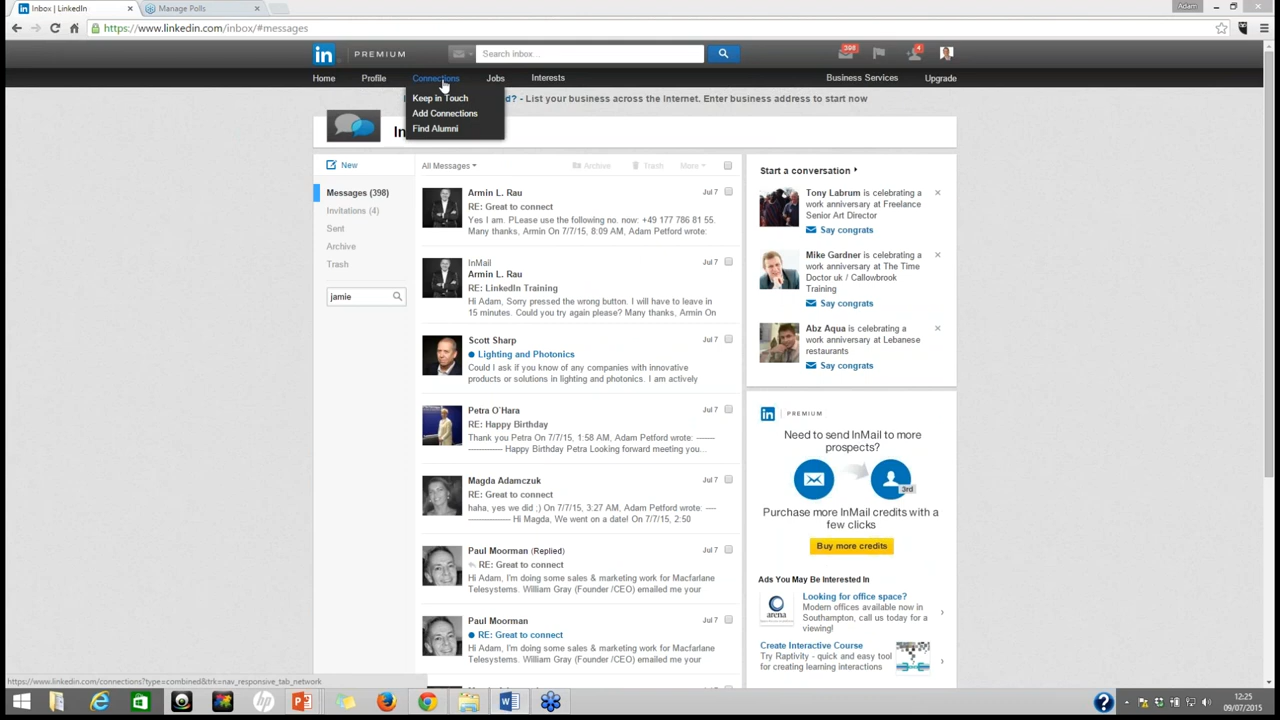 Inbox | LinkedIn
Manage Polls
Adam
https://www.linkedin.com/inbox/#messages
in PREMIUM
Search inbox...
398
4
Home Profile Connections Jobs Interests Business Services Upgrade
Keep in Touch
Add Connections
Find Alumni
d? - List your business across the Internet. Enter business address to start now
In
New
Messages (398)
Invitations (4)
Sent
Archive
Trash
jamie
All Messages
Archive Trash More
Armin L. Rau Jul 7
RE: Great to connect
Yes I am. PLease use the following no. now: +49 177 786 81 55.
Many thanks, Armin On 7/7/15, 8:09 AM, Adam Petford wrote:
InMail Jul 7
Armin L. Rau
RE: LinkedIn Training
Hi Adam, Sorry pressed the wrong button. I will have to leave in
15 minutes. Could you try again please? Many thanks, Armin On
Scott Sharp Jul 7
Lighting and Photonics
Could I ask if you know of any companies with innovative
products or solutions in lighting and photonics. I am actively
Petra O'Hara Jul 7
RE: Happy Birthday
Thank you Petra On 7/7/15, 1:58 AM, Adam Petford wrote: -------
-------------- Happy Birthday Petra Looking forward meeting you...
Magda Adamczuk Jul 7
RE: Great to connect
haha, yes we did ;) On 7/7/15, 3:27 AM, Adam Petford wrote: ----
----------------- Hi Magda, We went on a date! On 7/7/15, 2:50
Paul Moorman (Replied) Jul 7
RE: Great to connect
Hi Adam, I'm doing some sales & marketing work for Macfarlane
Telesystems. William Gray (Founder /CEO) emailed me your
Paul Moorman Jul 7
RE: Great to connect
Hi Adam, I'm doing some sales & marketing work for Macfarlane
Telesystems. William Gray (Founder /CEO) emailed me your
Start a conversation
Tony Labrum is celebrating a
work anniversary at Freelance
Senior Art Director
Say congrats
Mike Gardner is celebrating a
work anniversary at The Time
Doctor uk / Callowbrook
Training
Say congrats
Abz Aqua is celebrating a
work anniversary at Lebanese
restaurants
Say congrats
in PREMIUM
Need to send InMail to more
prospects?
3rd
Purchase more InMail credits with a
few clicks
Buy more credits
Ads You May Be Interested In
arena
Looking for office space?
Modern offices available now in
Southampton, call us today for a
viewing!
Create Interactive Course
Try Raptivity - quick and easy tool
for creating learning interactions
https://www.linkedin.com/connections?type=combined&trk=nav_responsive_tab_network
12:25
09/07/2015